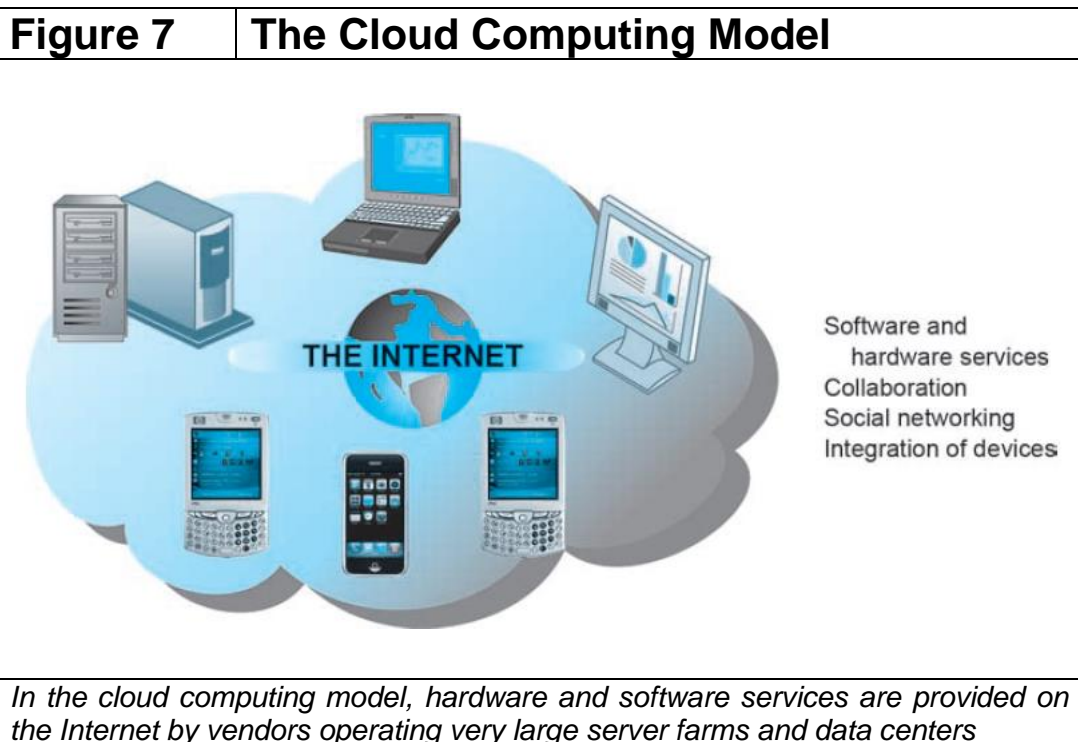 Figure 7 The Cloud Computing Model
THE INTERNET
Software and
hardware services
Collaboration
Social networking
Integration of devices
In the cloud computing model, hardware and software services are provided on
the Internet by vendors operating very large server farms and data centers